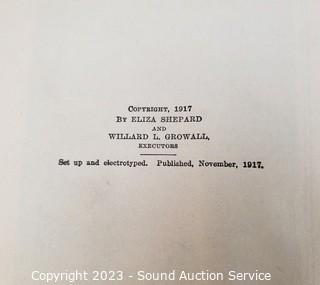 Copyright, 1917
By ELIZA SHEPARD
AND
WILLARD L. GROWALL,
EXECUTORS
Set up and electrotyped. Published, November, 1917.
Copyright 2023 - Sound Auction Service